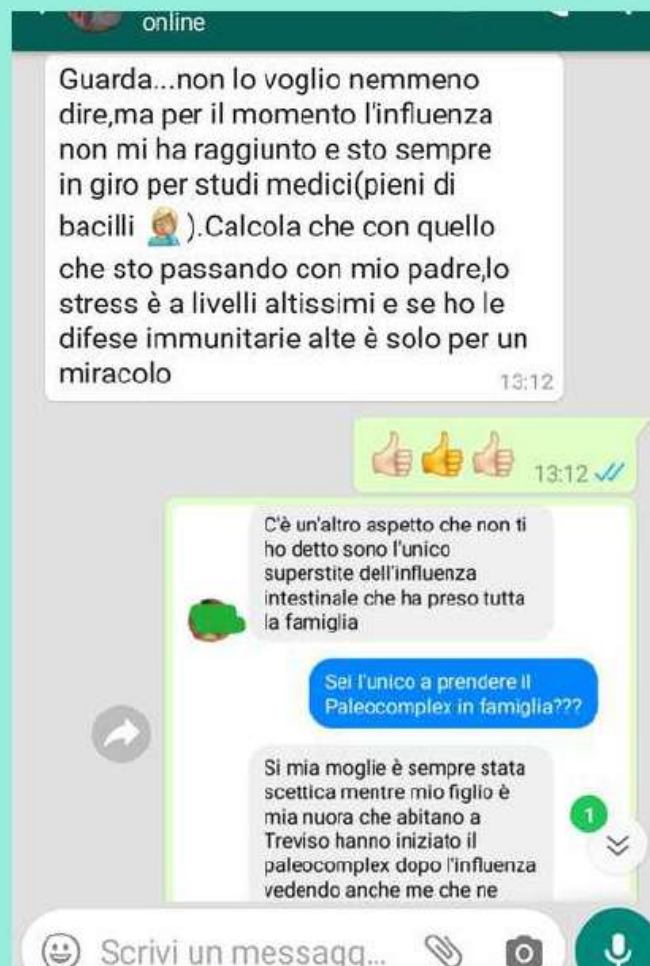 online
Guarda...non lo voglio nemmeno
dire,ma per il momento l'influenza
non mi ha raggiunto e sto sempre
in giro per studi medici(pieni di
bacilli 🤦🏼).Calcola che con quello
che sto passando con mio padre,lo
stress è a livelli altissimi e se ho le
difese immunitarie alte è solo per un
miracolo
13:12
👍🏻👍👍🏻 13:12
C'è un'altro aspetto che non ti
ho detto sono l'unico
superstite dell'influenza
intestinale che ha preso tutta
la famiglia
Sei l'unico a prendere il
Paleocomplex in famiglia???
Si mia moglie è sempre stata
scettica mentre mio figlio è
mia nuora che abitano a
Treviso hanno iniziato il
paleocomplex dopo l'influenza
vedendo anche me che ne
1
Scrivi un messagg...